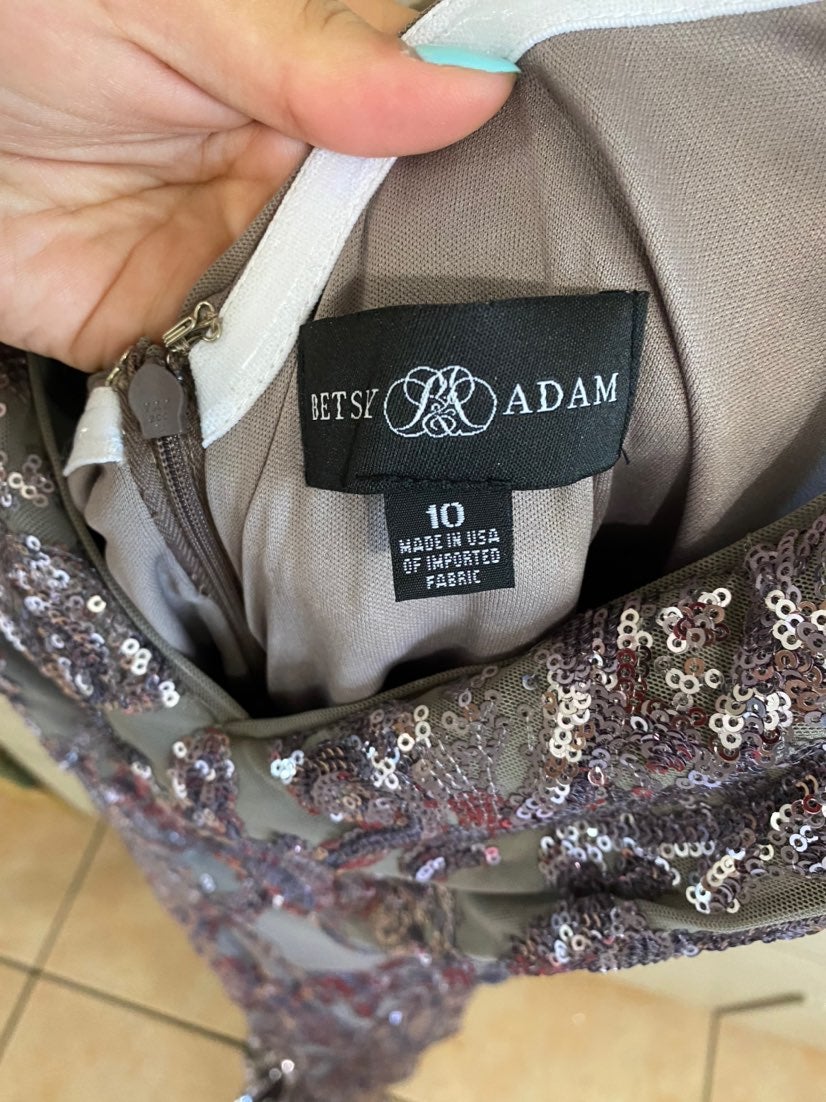 BETSY B&A ADAM
10
MADE IN USA
OF IMPORTED
FABRIC